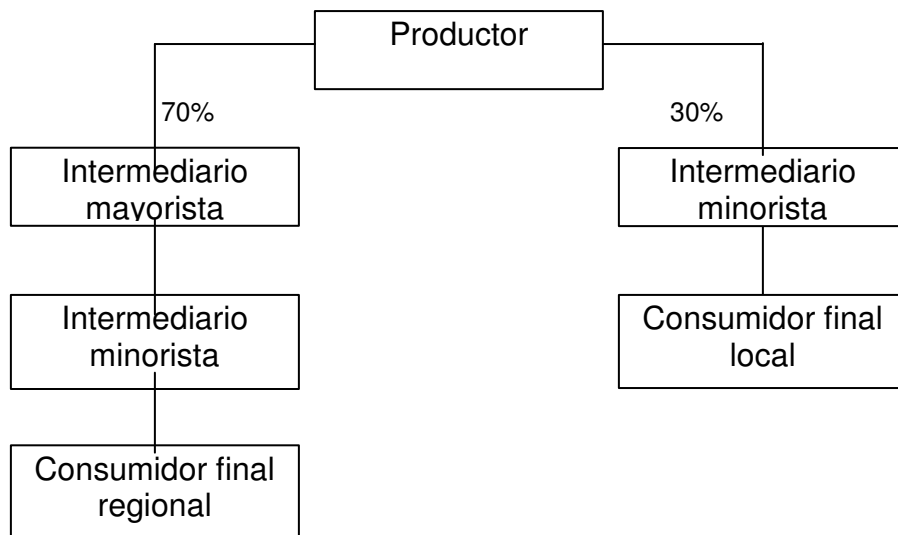 Productor
70%
30%
Intermediario
mayorista
Intermediario
minorista
Intermediario
minorista
Consumidor final
local
Consumidor final
regional